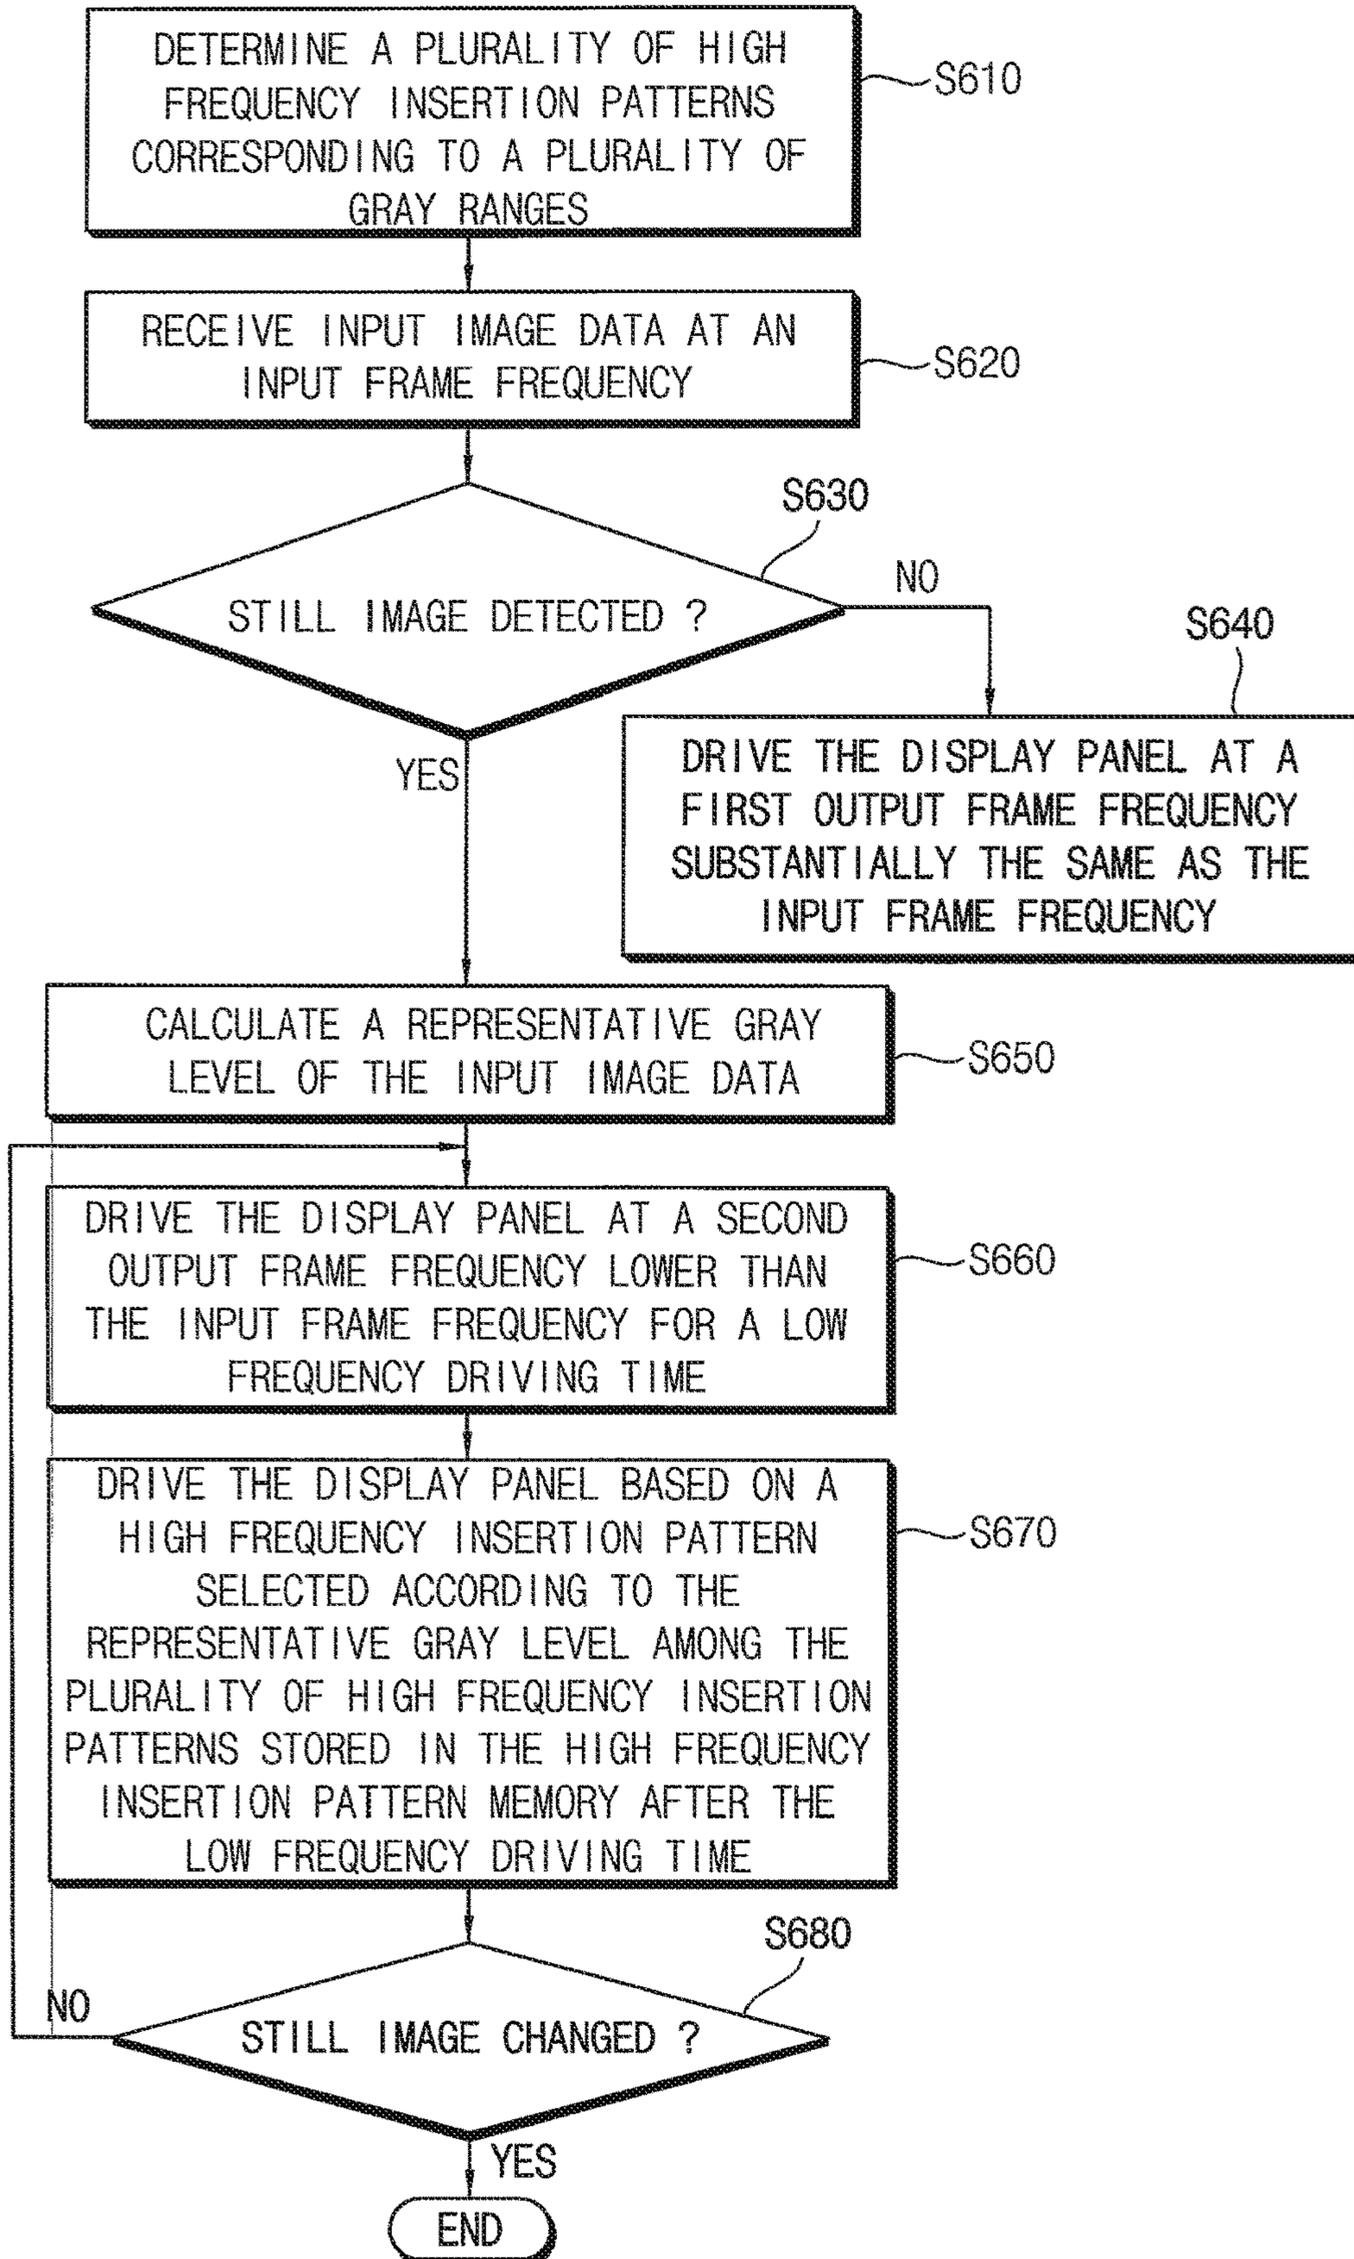 DETERMINE A PLURALITY OF HIGH
FREQUENCY INSERTION PATTERNS
CORRESPONDING TO A PLURALITY OF
GRAY RANGES
S610
RECEIVE INPUT IMAGE DATA AT AN
INPUT FRAME FREQUENCY
S620
S630
STILL IMAGE DETECTED ?
NO
S640
DRIVE THE DISPLAY PANEL AT A
FIRST OUTPUT FRAME FREQUENCY
SUBSTANTIALLY THE SAME AS THE
INPUT FRAME FREQUENCY
YES
CALCULATE A REPRESENTATIVE GRAY
LEVEL OF THE INPUT IMAGE DATA
S650
DRIVE THE DISPLAY PANEL AT A SECOND
OUTPUT FRAME FREQUENCY LOWER THAN
THE INPUT FRAME FREQUENCY FOR A LOW
FREQUENCY DRIVING TIME
S660
DRIVE THE DISPLAY PANEL BASED ON A
HIGH FREQUENCY INSERTION PATTERN
SELECTED ACCORDING TO THE
REPRESENTATIVE GRAY LEVEL AMONG THE
PLURALITY OF HIGH FREQUENCY INSERTION
PATTERNS STORED IN THE HIGH FREQUENCY
INSERTION PATTERN MEMORY AFTER THE
LOW FREQUENCY DRIVING TIME
S670
S680
NO
STILL IMAGE CHANGED ?
YES
END